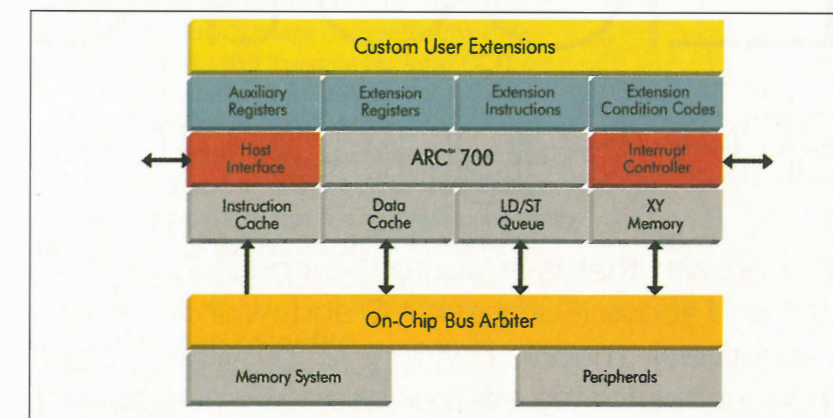 Custom User Extensions
Auxiliary
Registers
Extension
Registers
Extension
Instructions
Extension
Condition Codes
Host
Interface
ARC™ 700
Interrupt
Controller
Instruction
Cache
Data
Cache
LD/ST
Queue
XY
Memory
On-Chip Bus Arbiter
Memory System
Peripherals